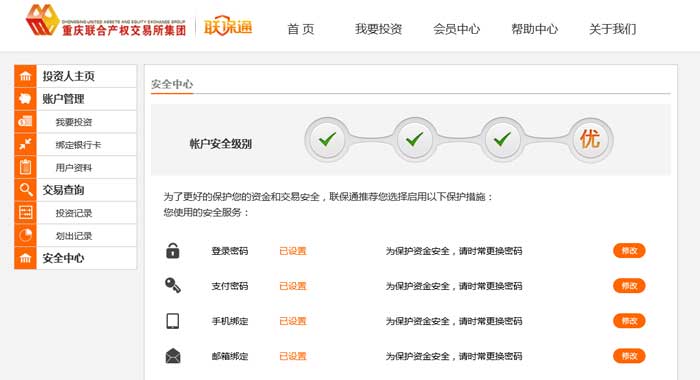 CHONGQING UNITED ASSETS AND EQUITY EXCHANGE GROUP
重庆联合产权交易所集团
联保通
首 页
我要投资
会员中心
帮助中心
关于我们
投资人主页
账户管理
我要投资
绑定银行卡
用户资料
交易查询
投资记录
划出记录
安全中心
安全中心
帐户安全级别
优
为了更好的保护您的资金和交易安全，联保通推荐您选择启用以下保护措施：
您使用的安全服务：
登录密码 已设置 为保护资金安全，请时常更换密码 修改
支付密码 已设置 为保护资金安全，请时常更换密码 修改
手机绑定 已设置 为保护资金安全，请时常更换密码 修改
邮箱绑定 已设置 为保护资金安全，请时常更换密码 修改